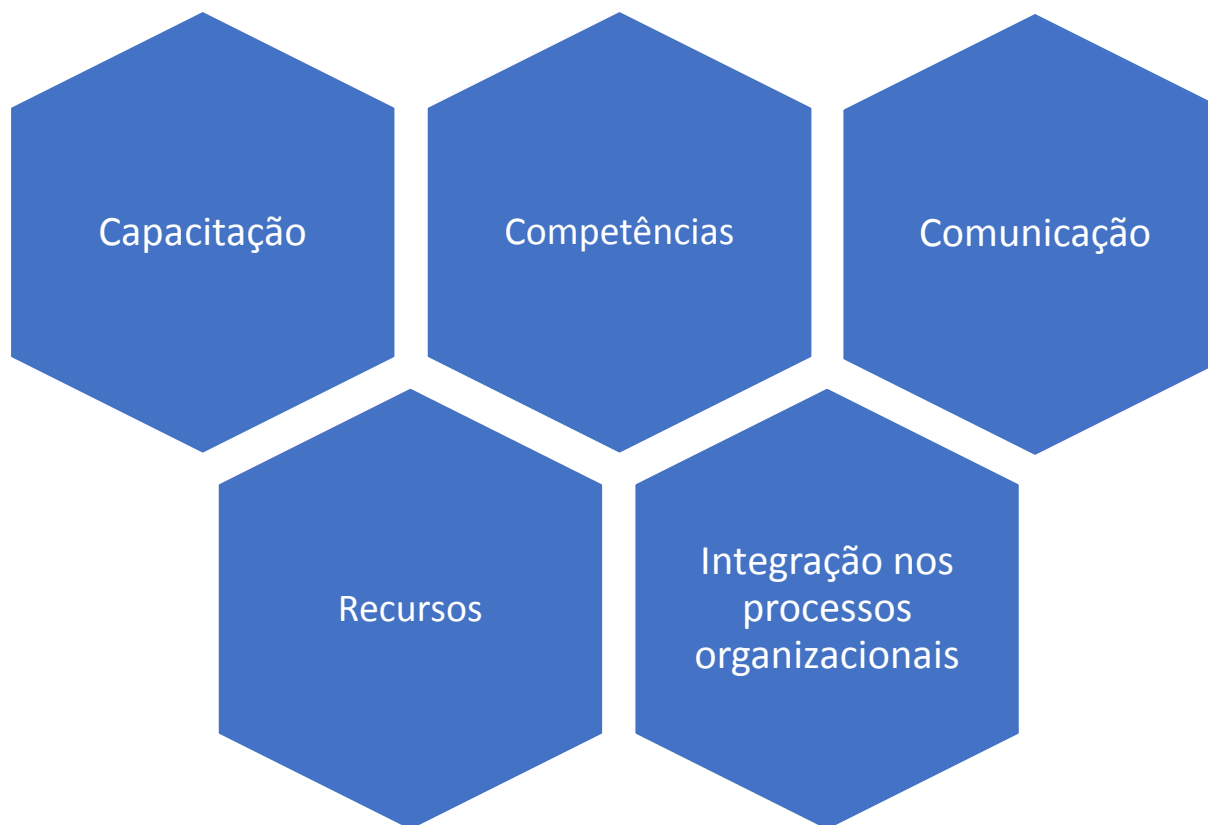 Capacitação
Competências
Comunicação
Recursos
Integração nos
processos
organizacionais